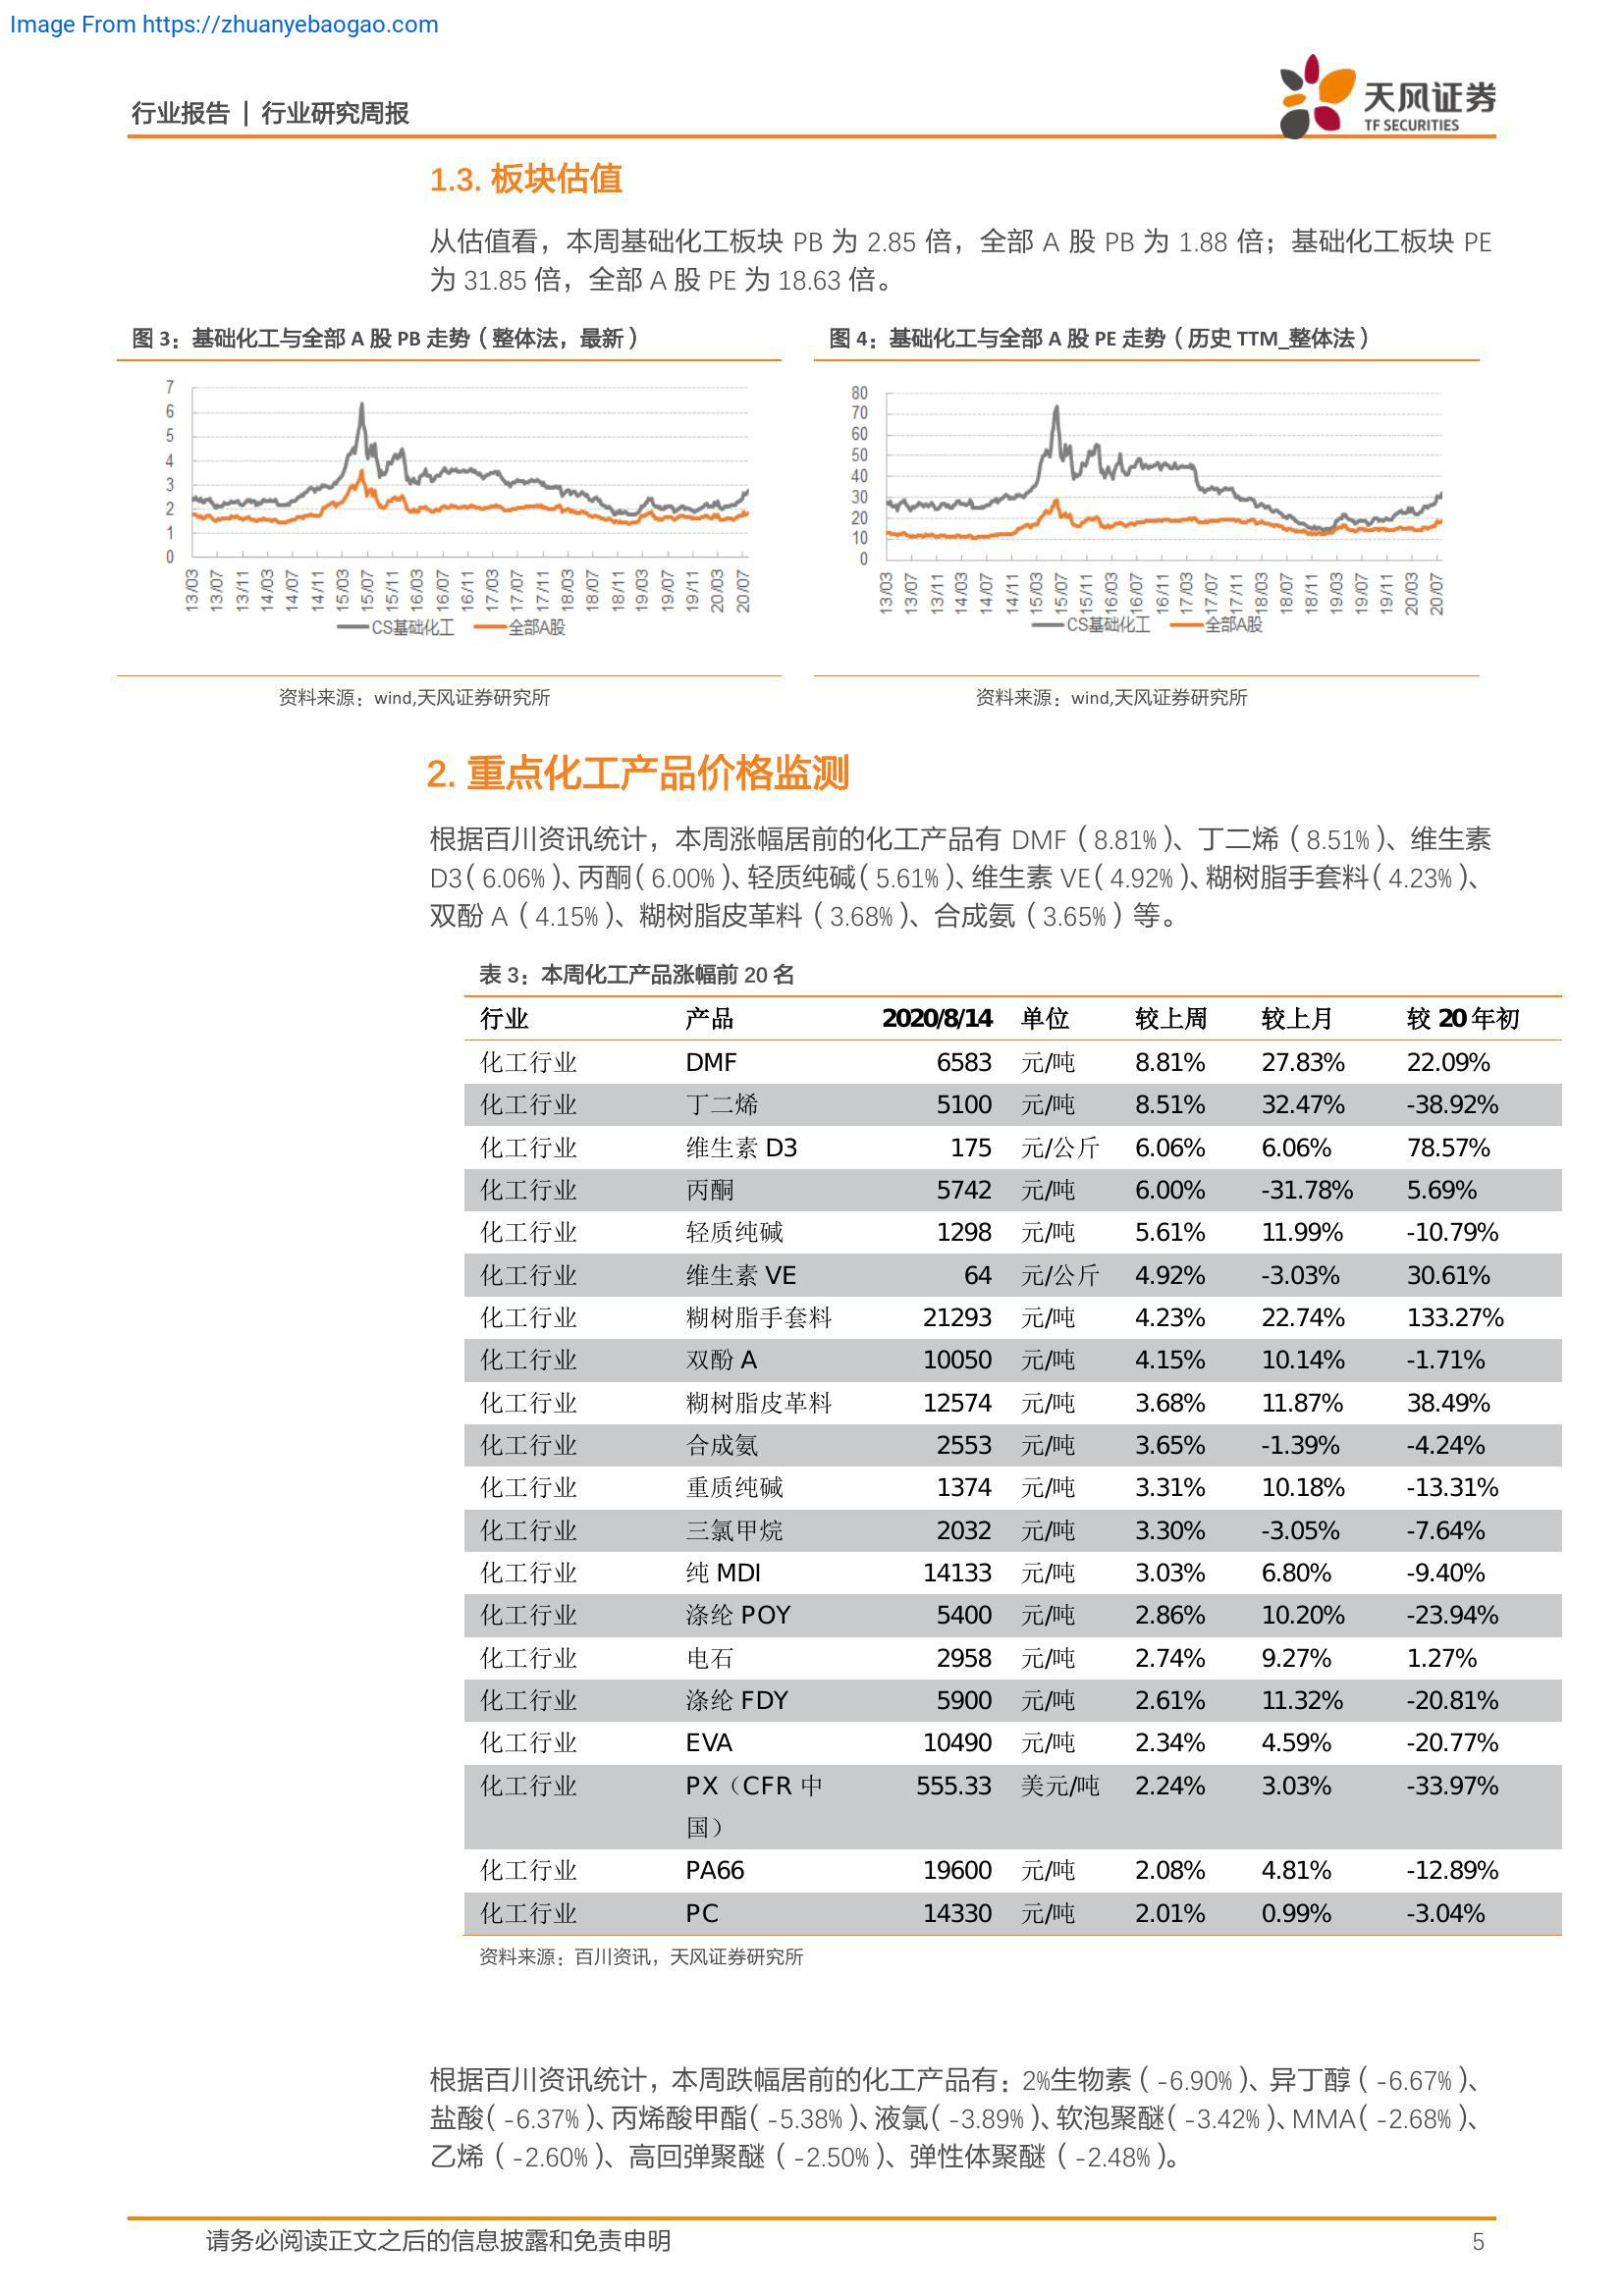 Image From https://zhuanyebaogao.com
行业报告 | 行业研究周报
天风证券
TF SECURITIES
1.3. 板块估值
从估值看，本周基础化工板块 PB 为 2.85 倍，全部 A 股 PB 为 1.88 倍；基础化工板块 PE
为 31.85 倍，全部 A 股 PE 为 18.63 倍。
图 3：基础化工与全部 A 股 PB 走势（整体法，最新）
7
6
5
4
3
2
1
0
13/03 13/07 13/11 14/03 14/07 14/11 15/03 15/07 15/11 16/03 16/07 16/11 17/03 17/07 17/11 18/03 18/07 18/11 19/03 19/07 19/11 20/03 20/07
CS基础化工 全部A股
资料来源：wind,天风证券研究所
图 4：基础化工与全部 A 股 PE 走势（历史 TTM_整体法）
80
70
60
50
40
30
20
10
0
13/03 13/07 13/11 14/03 14/07 14/11 15/03 15/07 15/11 16/03 16/07 16/11 17/03 17/07 17/11 18/03 18/07 18/11 19/03 19/07 19/11 20/03 20/07
CS基础化工 全部A股
资料来源：wind,天风证券研究所
2. 重点化工产品价格监测
根据百川资讯统计，本周涨幅居前的化工产品有 DMF（8.81%）、丁二烯（8.51%）、维生素
D3（6.06%）、丙酮（6.00%）、轻质纯碱（5.61%）、维生素 VE（4.92%）、糊树脂手套料（4.23%）、
双酚 A（4.15%）、糊树脂皮革料（3.68%）、合成氨（3.65%）等。
表 3：本周化工产品涨幅前 20 名
行业 产品 2020/8/14 单位 较上周 较上月 较 20 年初
化工行业 DMF 6583 元/吨 8.81% 27.83% 22.09%
化工行业 丁二烯 5100 元/吨 8.51% 32.47% -38.92%
化工行业 维生素 D3 175 元/公斤 6.06% 6.06% 78.57%
化工行业 丙酮 5742 元/吨 6.00% -31.78% 5.69%
化工行业 轻质纯碱 1298 元/吨 5.61% 11.99% -10.79%
化工行业 维生素 VE 64 元/公斤 4.92% -3.03% 30.61%
化工行业 糊树脂手套料 21293 元/吨 4.23% 22.74% 133.27%
化工行业 双酚 A 10050 元/吨 4.15% 10.14% -1.71%
化工行业 糊树脂皮革料 12574 元/吨 3.68% 11.87% 38.49%
化工行业 合成氨 2553 元/吨 3.65% -1.39% -4.24%
化工行业 重质纯碱 1374 元/吨 3.31% 10.18% -13.31%
化工行业 三氯甲烷 2032 元/吨 3.30% -3.05% -7.64%
化工行业 纯 MDI 14133 元/吨 3.03% 6.80% -9.40%
化工行业 涤纶 POY 5400 元/吨 2.86% 10.20% -23.94%
化工行业 电石 2958 元/吨 2.74% 9.27% 1.27%
化工行业 涤纶 FDY 5900 元/吨 2.61% 11.32% -20.81%
化工行业 EVA 10490 元/吨 2.34% 4.59% -20.77%
化工行业 PX（CFR 中 555.33 美元/吨 2.24% 3.03% -33.97%
国）
化工行业 PA66 19600 元/吨 2.08% 4.81% -12.89%
化工行业 PC 14330 元/吨 2.01% 0.99% -3.04%
资料来源：百川资讯，天风证券研究所
根据百川资讯统计，本周跌幅居前的化工产品有：2%生物素（-6.90%）、异丁醇（-6.67%）、
盐酸（-6.37%）、丙烯酸甲酯（-5.38%）、液氯（-3.89%）、软泡聚醚（-3.42%）、MMA（-2.68%）、
乙烯（-2.60%）、高回弹聚醚（-2.50%）、弹性体聚醚（-2.48%）。
请务必阅读正文之后的信息披露和免责申明 5